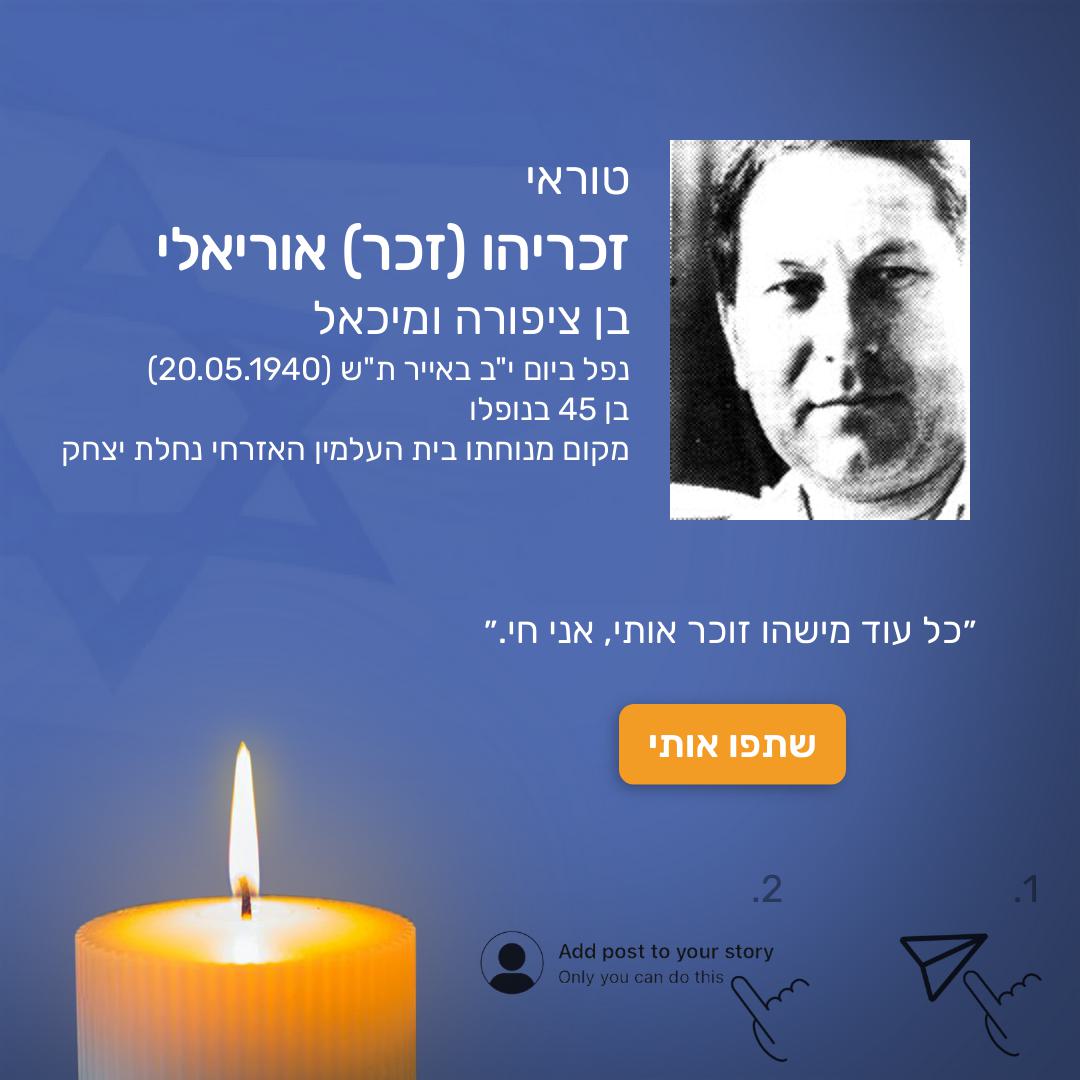 טוראי
זכריהו (זכר) אוריאלי
בן ציפורה ומיכאל
נפל ביום י"ב באייר ת"ש (20.05.1940)
בן 45 בנופלו
מקום מנוחתו בית העלמין האזרחי נחלת יצחק
״כל עוד מישהו זוכר אותי, אני חי.״
שתפו אותי
1.
2.
Add post to your story
Only you can do this